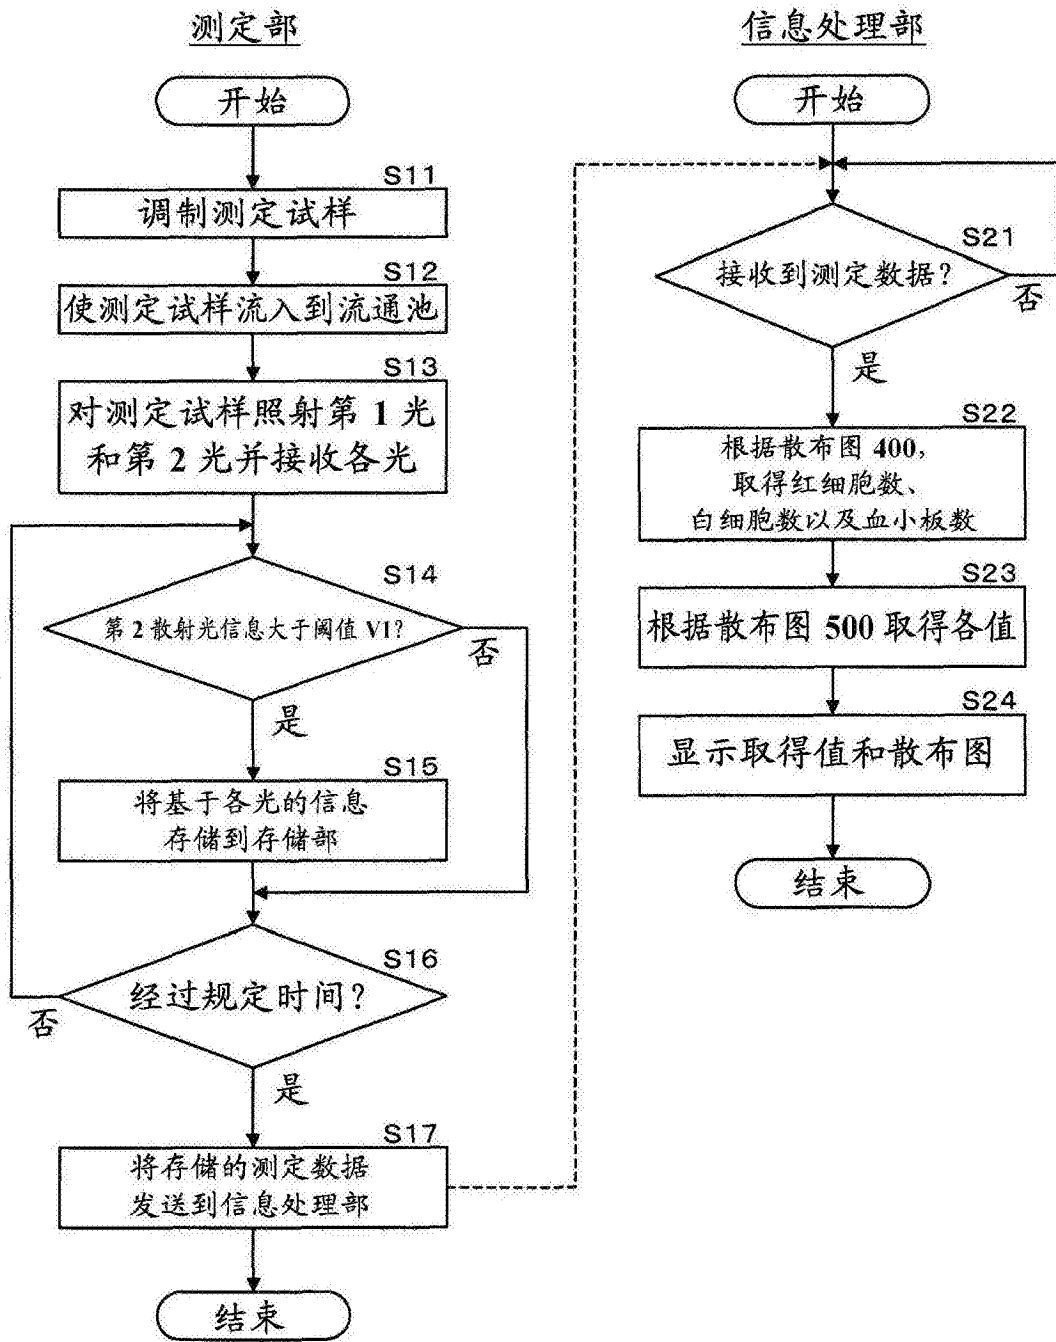 测定部
开始
S11
调制测定试样
S12
使测定试样流入到流通池
S13
对测定试样照射第 1 光
和第 2 光并接收各光
S14
第 2 散射光信息大于阈值 V1?
否
是
S15
将基于各光的信息
存储到存储部
S16
经过规定时间?
否
是
S17
将存储的测定数据
发送到信息处理部
结束
信息处理部
开始
S21
接收到测定数据?
否
是
S22
根据散布图 400,
取得红细胞数、
白细胞数以及血小板数
S23
根据散布图 500 取得各值
S24
显示取得值和散布图
结束